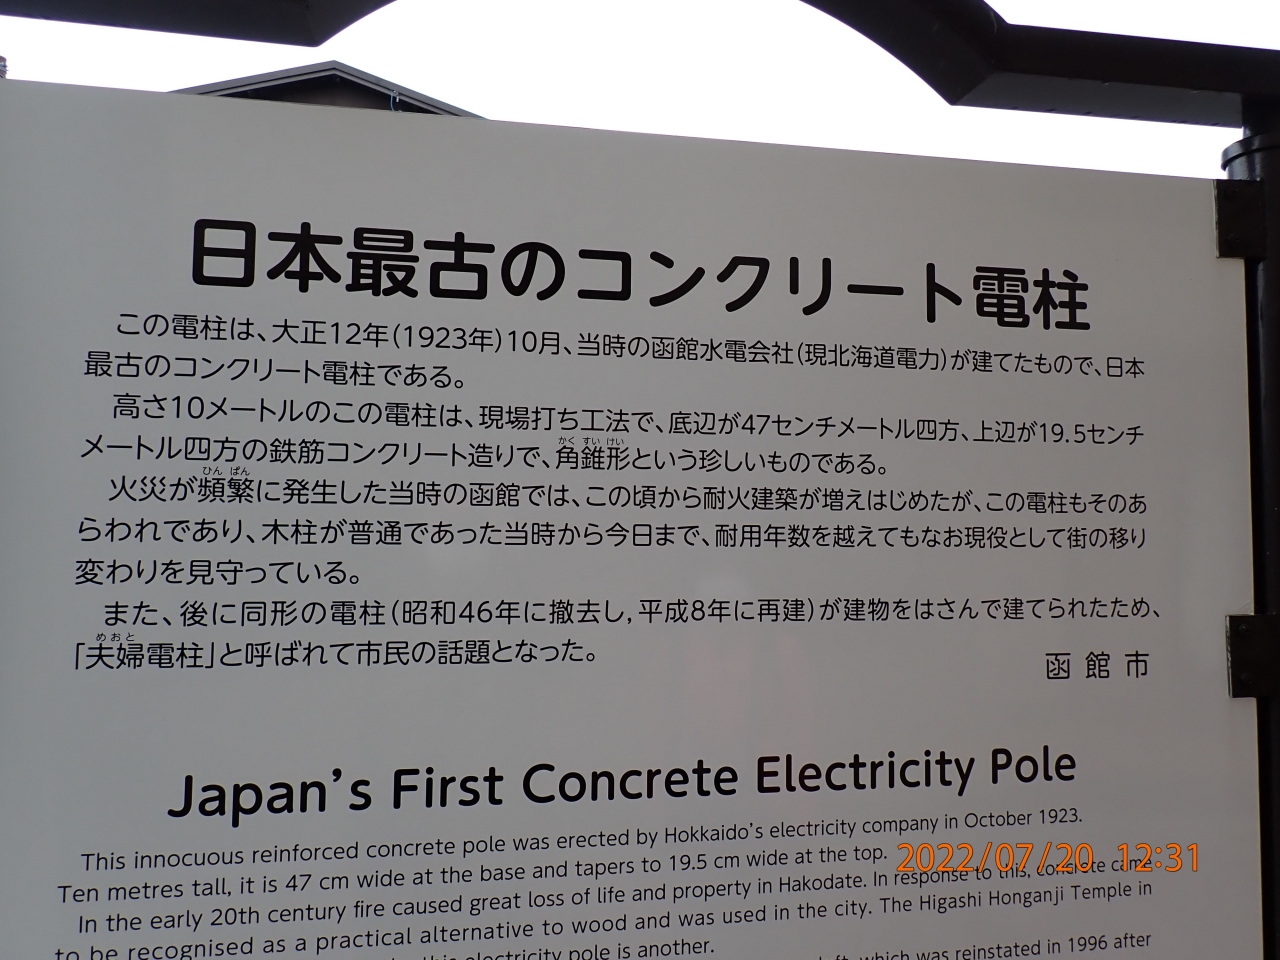 日本最古のコンクリート電柱
この電柱は、大正12年(1923年)10月、当時の函館水電会社(現北海道電力)が建てたもので、日本
最古のコンクリート電柱である。
高さ10メートルのこの電柱は、現場打ち工法で、底辺が47センチメートル四方、上辺が19.5センチ
かく すい けい
メートル四方の鉄筋コンクリート造りで、角錐形という珍しいものである。
ひん ぱん
火災が頻繁に発生した当時の函館では、この頃から耐火建築が増えはじめたが、この電柱もそのあ
らわれであり、木柱が普通であった当時から今日まで、耐用年数を越えてもなお現役として街の移り
変わりを見守っている。
また、後に同形の電柱(昭和46年に撤去し,平成8年に再建)が建物をはさんで建てられたため、
めおと
「夫婦電柱」と呼ばれて市民の話題となった。
函館市
Japan's First Concrete Electricity Pole
This innocuous reinforced concrete pole was erected by Hokkaido's electricity company in October 1923.
Ten metres tall, it is 47 cm wide at the base and tapers to 19.5 cm wide at the top.
2022/07/20 12:31
In the early 20th century fire caused great loss of life and property in Hakodate. In response to this, concrete came
to be recognised as a practical alternative to wood and was used in the city. The Higashi Honganji Temple in
this electricity pole is another.
which was reinstated in 1996 after